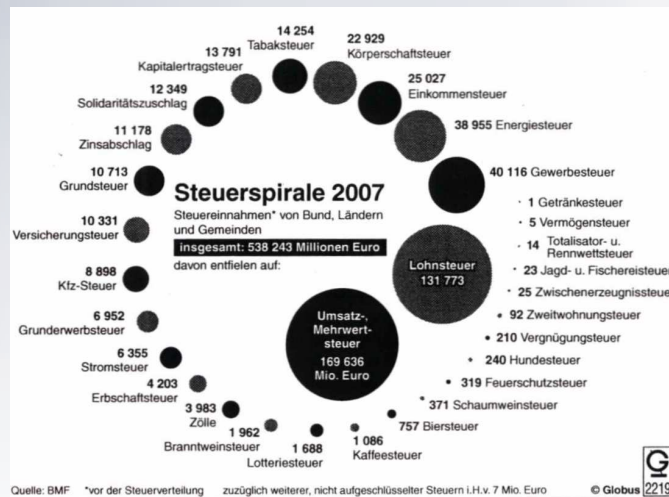 Steuerspirale 2007
Steuereinnahmen* von Bund, Ländern
und Gemeinden
insgesamt: 538 243 Millionen Euro
davon entfielen auf:
Umsatz-,
Mehrwert-
steuer
169 636
Mio. Euro
Lohnsteuer
131 773
40 116 Gewerbesteuer
38 955 Energiesteuer
25 027
Einkommensteuer
22 929
Körperschaftsteuer
14 254
Tabaksteuer
13 791
Kapitalertragsteuer
12 349
Solidaritätszuschlag
11 178
Zinsabschlag
10 713
Grundsteuer
10 331
Versicherungsteuer
8 898
Kfz-Steuer
6 952
Grunderwerbsteuer
6 355
Stromsteuer
4 203
Erbschaftsteuer
3 983
Zölle
1 962
Branntweinsteuer
1 688
Lotteriesteuer
1 086
Kaffeesteuer
757 Biersteuer
371 Schaumweinsteuer
319 Feuerschutzsteuer
240 Hundesteuer
210 Vergnügungsteuer
92 Zweitwohnungsteuer
25 Zwischenerzeugnissteuer
23 Jagd- u. Fischereisteuer
14 Totalisator- u.
Rennwettsteuer
5 Vermögensteuer
1 Getränkesteuer
Quelle: BMF *vor der Steuerverteilung zuzüglich weiterer, nicht aufgeschlüsselter Steuern i.H.v. 7 Mio. Euro © Globus 2219